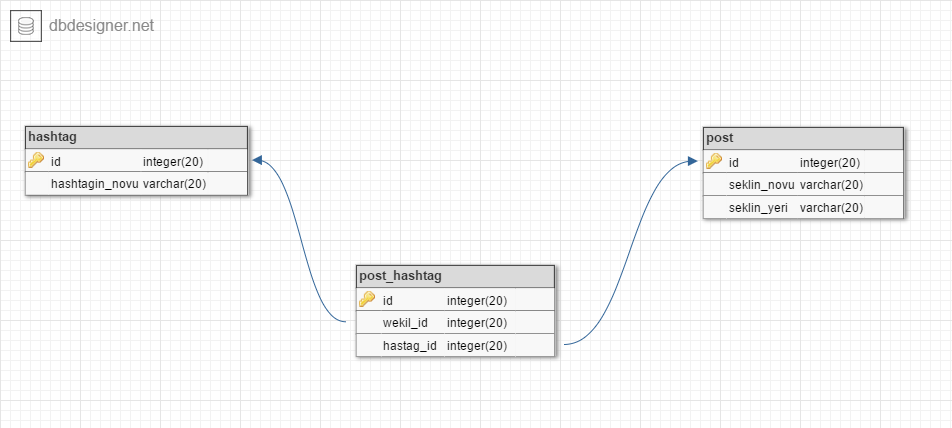 dbdesigner.net
hashtag
id integer(20)
hashtagin_novu varchar(20)
post
id integer(20)
seklin_novu varchar(20)
seklin_yeri varchar(20)
post_hashtag
id integer(20)
wekil_id integer(20)
hastag_id integer(20)